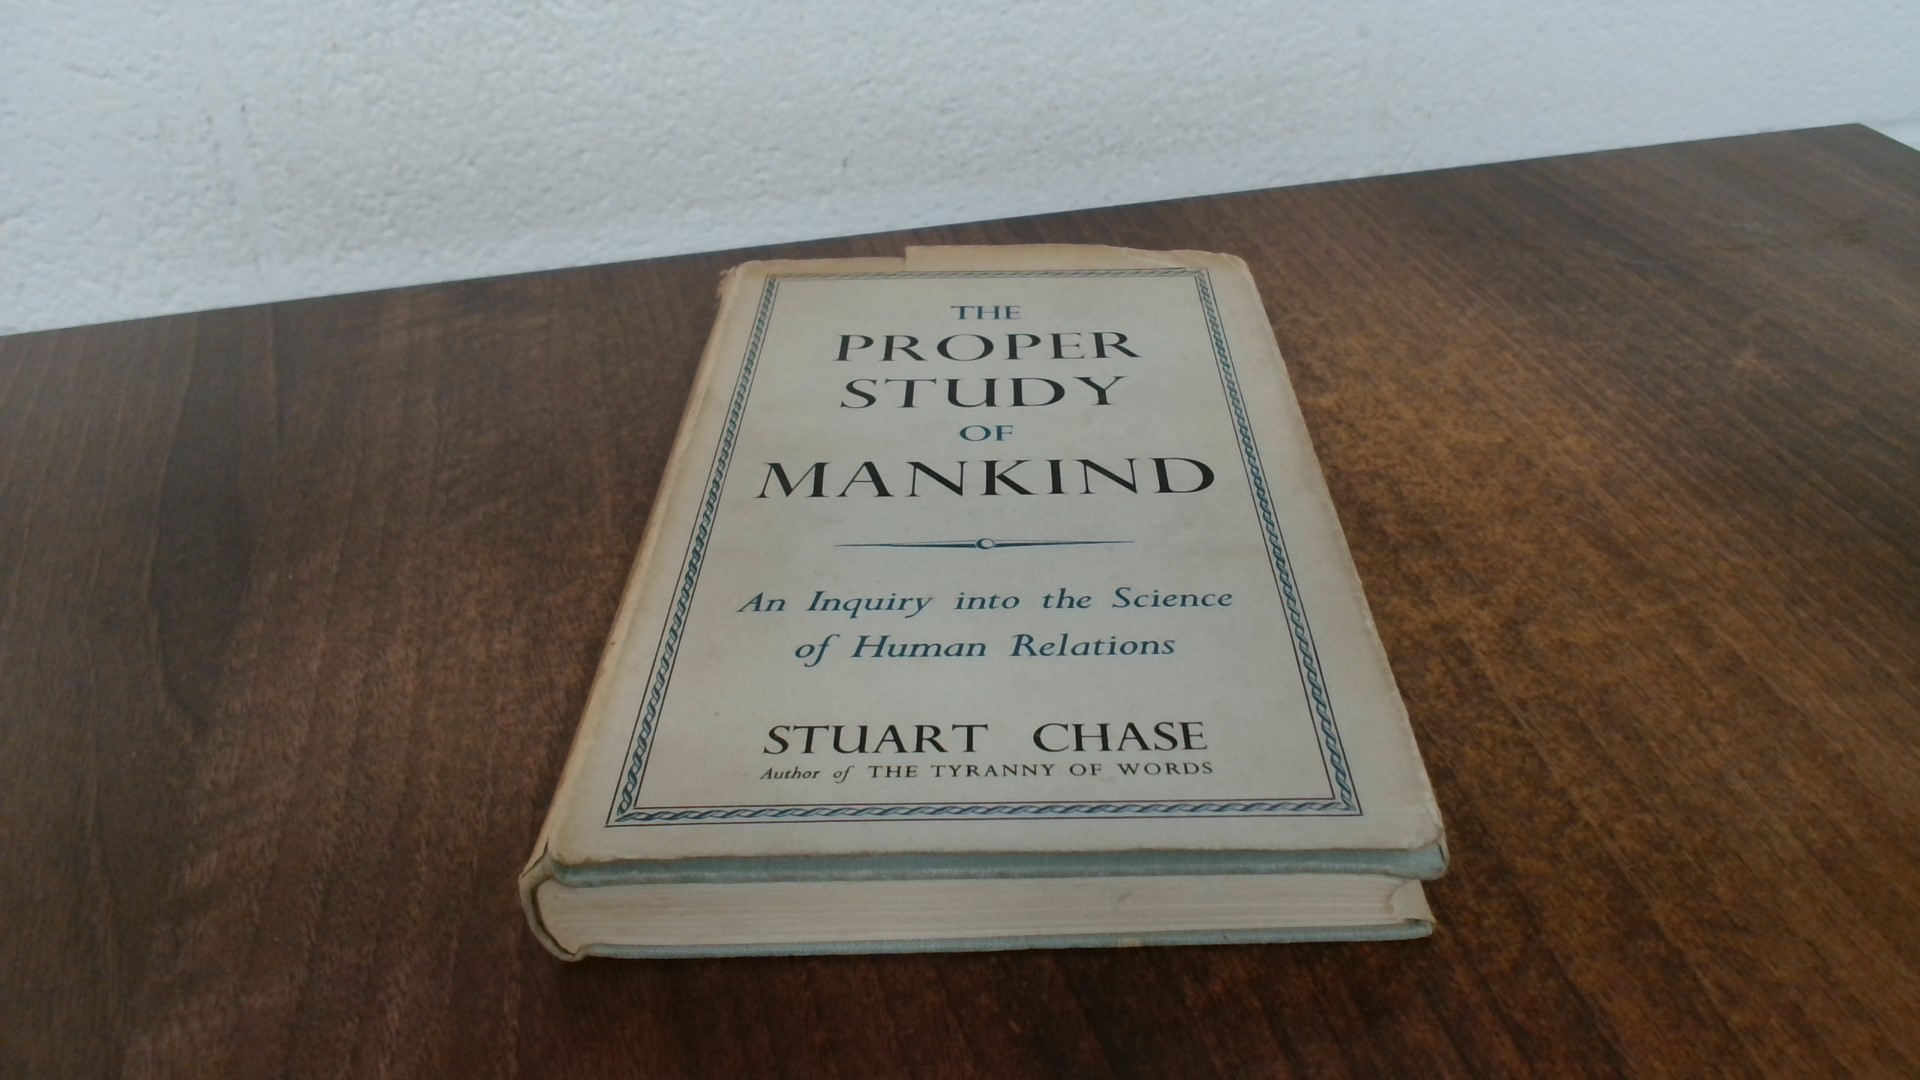 THE
PROPER
STUDY
OF
MANKIND
An Inquiry into the Science
of Human Relations
STUART CHASE
Author of THE TYRANNY OF WORDS